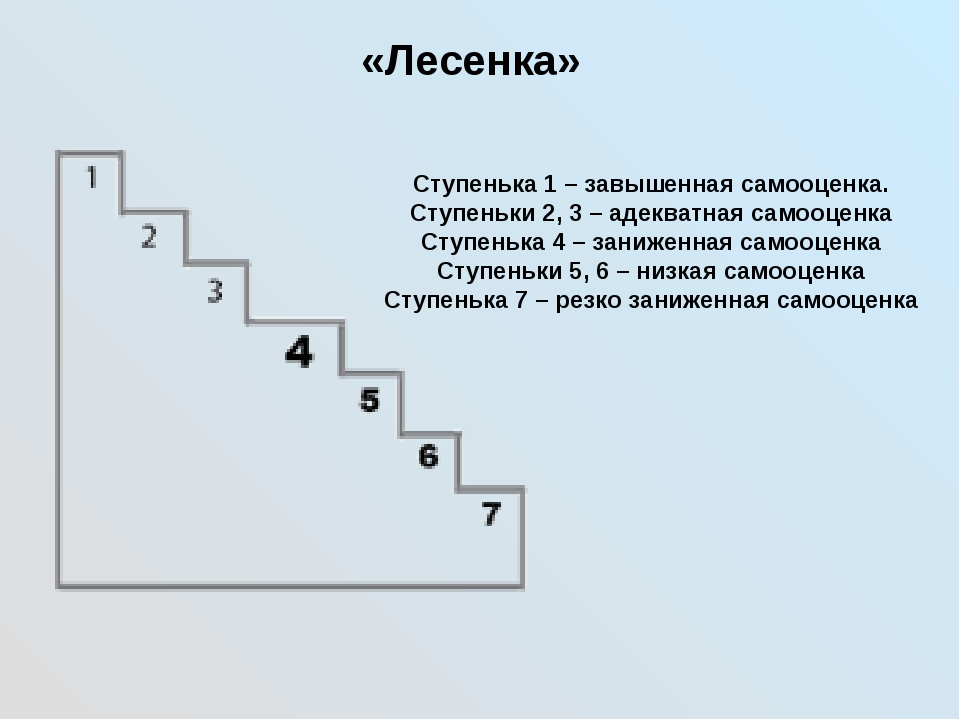 «Лесенка»
Ступенька 1 – завышенная самооценка.
Ступеньки 2, 3 – адекватная самооценка
Ступенька 4 – заниженная самооценка
Ступеньки 5, 6 – низкая самооценка
Ступенька 7 – резко заниженная самооценка
1
2
3
4
5
6
7